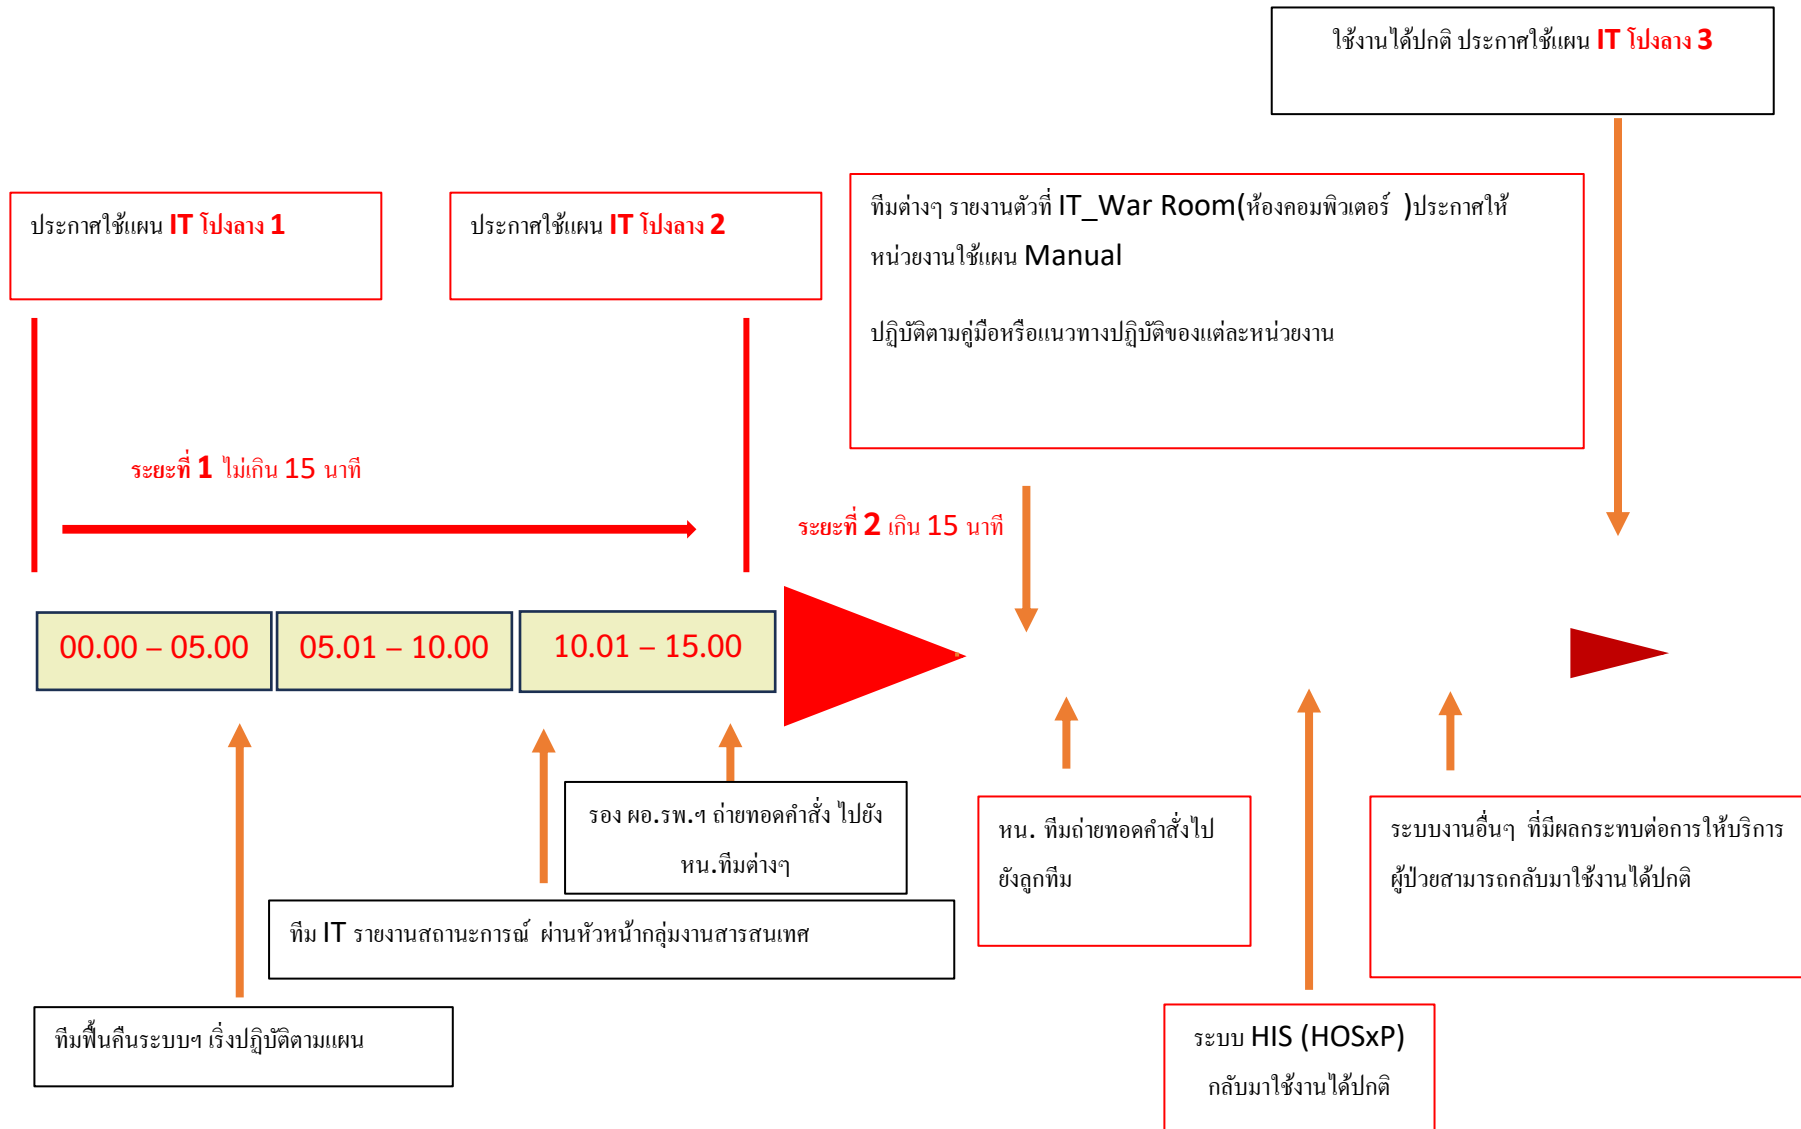 ใช้งานได้ปกติ ประกาศใช้แผน IT โปงลาง 3
ประกาศใช้แผน IT โปงลาง 1
ประกาศใช้แผน IT โปงลาง 2
ทีมต่างๆ รายงานตัวที่ IT_War Room(ห้องคอมพิวเตอร์ )ประกาศให้
หน่วยงานใช้แผน Manual
ปฏิบัติตามคู่มือหรือแนวทางปฏิบัติของแต่ละหน่วยงาน
ระยะที่ 1 ไม่เกิน 15 นาที
ระยะที่ 2 เกิน 15 นาที
00.00 – 05.00
05.01 – 10.00
10.01 – 15.00
รอง ผอ.รพ.ฯ ถ่ายทอดคำสั่ง ไปยัง
หน.ทีมต่างๆ
หน. ทีมถ่ายทอดคำสั่งไป
ยังลูกทีม
ระบบงานอื่นๆ ที่มีผลกระทบต่อการให้บริการ
ผู้ป่วยสามารถกลับมาใช้งานได้ปกติ
ทีม IT รายงานสถานะการณ์ ผ่านหัวหน้ากลุ่มงานสารสนเทศ
ทีมฟื้นคืนระบบฯ เริ่งปฏิบัติตามแผน
ระบบ HIS (HOSxP)
กลับมาใช้งานได้ปกติ